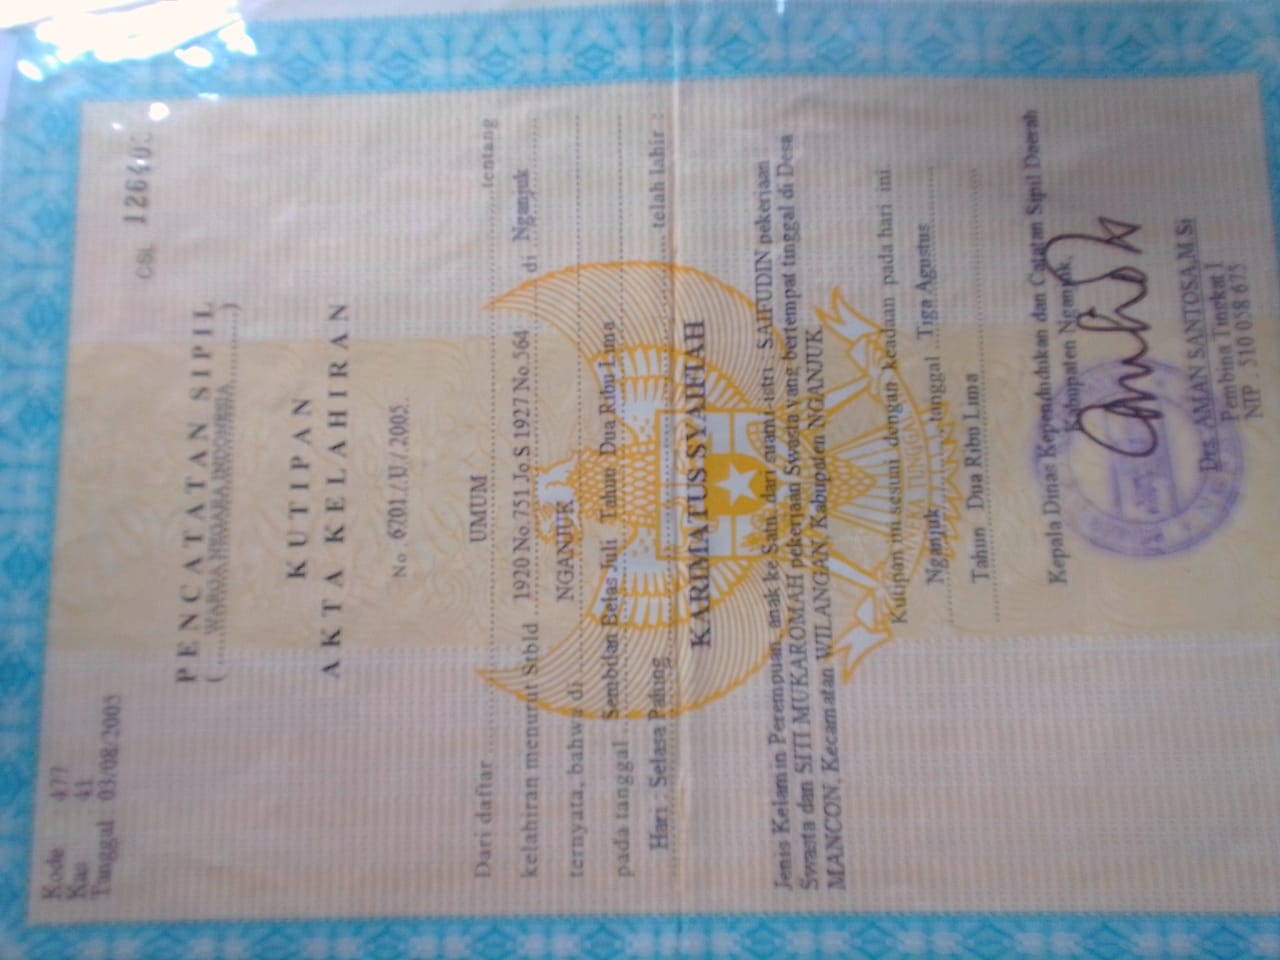 Kode : 477
Kas 41
Tanggal 03/08/2005
CSL 126403
PENCATATAN SIPIL
( WARGA NEGARA INDONESIA )
KUTIPAN
AKTA KELAHIRAN
No 6701./U/2005.
Dari daftar UMUM tentang
kelahiran menurut Stbld 1920 No.751 Jo S 1927 No.564 di Nganjuk
ternyata, bahwa di NGANJUK
pada tanggal Sembilan Belas Juli Tahun Dua Ribu Lima
Hari : Selasa Pahing telah lahir :
KARIMATUS SYAIFIAH
Jenis Kelamin Perempuan, anak ke Satu, dari suami-istri : SAIFUDIN pekerjaan
Swasta dan SITI MUKAROMAH pekerjaan Swasta yang bertempat tinggal di Desa
MANCON, Kecamatan WILANGAN, Kabupaten NGANJUK
Kutipan ini sesuai dengan keadaan pada hari ini.
Nganjuk tanggal Tiga Agustus
Tahun Dua Ribu Lima
Kepala Dinas Kependudukan dan Catatan Sipil Daerah
Kabupaten Nganjuk,
Drs. AMAN SANTOSA,M.Si
Pembina Tingkat I
NIP : 510 058 675